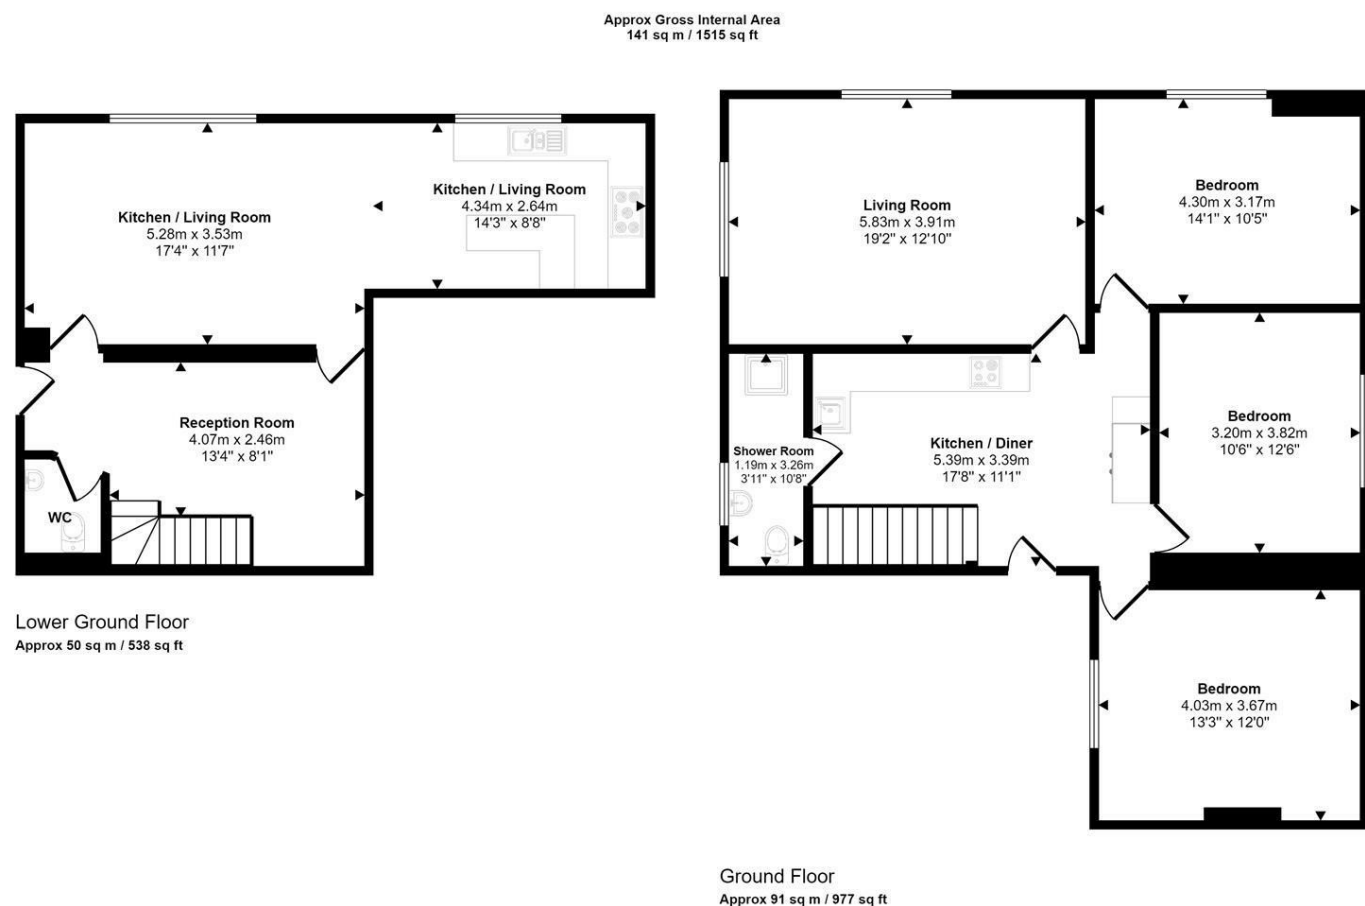 Approx Gross Internal Area
141 sq m / 1515 sq ft
Kitchen / Living Room
5.28m x 3.53m
17'4" x 11'7"
Kitchen / Living Room
4.34m x 2.64m
14'3" x 8'8"
Reception Room
4.07m x 2.46m
13'4" x 8'1"
WC
Lower Ground Floor
Approx 50 sq m / 538 sq ft
Living Room
5.83m x 3.91m
19'2" x 12'10"
Bedroom
4.30m x 3.17m
14'1" x 10'5"
Shower Room
1.19m x 3.26m
3'11" x 10'8"
Kitchen / Diner
5.39m x 3.39m
17'8" x 11'1"
Bedroom
3.20m x 3.82m
10'6" x 12'6"
Bedroom
4.03m x 3.67m
13'3" x 12'0"
Ground Floor
Approx 91 sq m / 977 sq ft